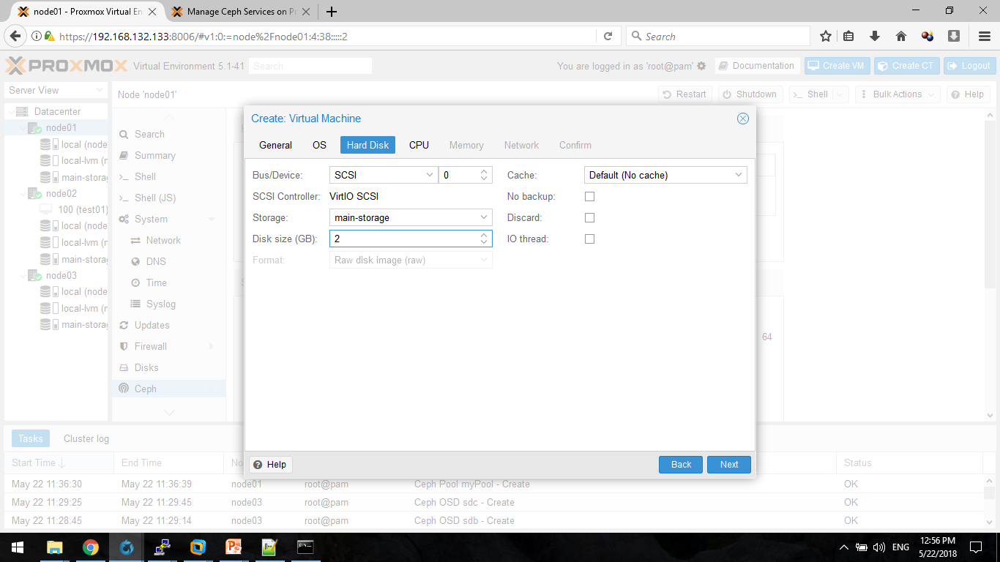 node01 - Proxmox Virtual En
Manage Ceph Services on Pr
https://192.168.132.133:8006/#v1:0:=node%2Fnode01:4:38:::::2
Search
PROXMOX Virtual Environment 5.1-41
Search
You are logged in as 'root@pam'
Documentation
Create VM
Create CT
Logout
Server View
Node 'node01'
Restart
Shutdown
Shell
Bulk Actions
Help
Datacenter
node01
local (node
local-lvm (n
main-storag
node02
100 (test01)
local (node
local-lvm (n
main-storag
node03
local (node
local-lvm (n
main-storag
Search
Summary
Shell
Shell (JS)
System
Network
DNS
Time
Syslog
Updates
Firewall
Disks
Ceph
64
Create: Virtual Machine
General OS Hard Disk CPU Memory Network Confirm
Bus/Device: SCSI 0
SCSI Controller: VirtIO SCSI
Storage: main-storage
Disk size (GB): 2
Format: Raw disk image (raw)
Cache: Default (No cache)
No backup:
Discard:
IO thread:
Help
Back
Next
Tasks Cluster log
Start Time End Time Status
May 22 11:36:30 May 22 11:36:39 node01 root@pam Ceph Pool myPool - Create OK
May 22 11:29:25 May 22 11:29:45 node03 root@pam Ceph OSD sdc - Create OK
May 22 11:28:45 May 22 11:29:14 node03 root@pam Ceph OSD sdb - Create OK
ENG
12:56 PM
5/22/2018